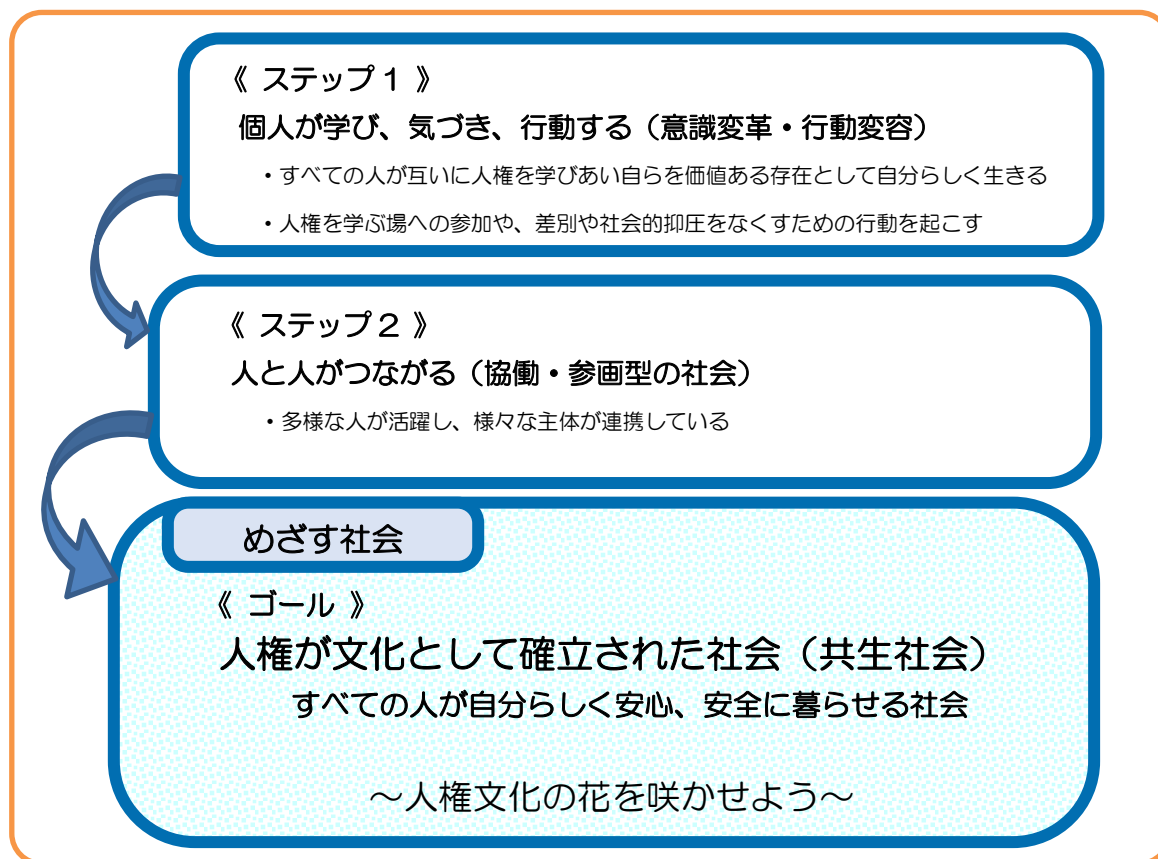 《 ステップ１ 》
個人が学び、気づき、行動する（意識変革・行動変容）
・すべての人が互いに人権を学びあい自らを価値ある存在として自分らしく生きる
・人権を学ぶ場への参加や、差別や社会的抑圧をなくすための行動を起こす
《 ステップ２ 》
人と人がつながる（協働・参画型の社会）
・多様な人が活躍し、様々な主体が連携している
めざす社会
《 ゴール 》
人権が文化として確立された社会（共生社会）
すべての人が自分らしく安心、安全に暮らせる社会
～人権文化の花を咲かせよう～